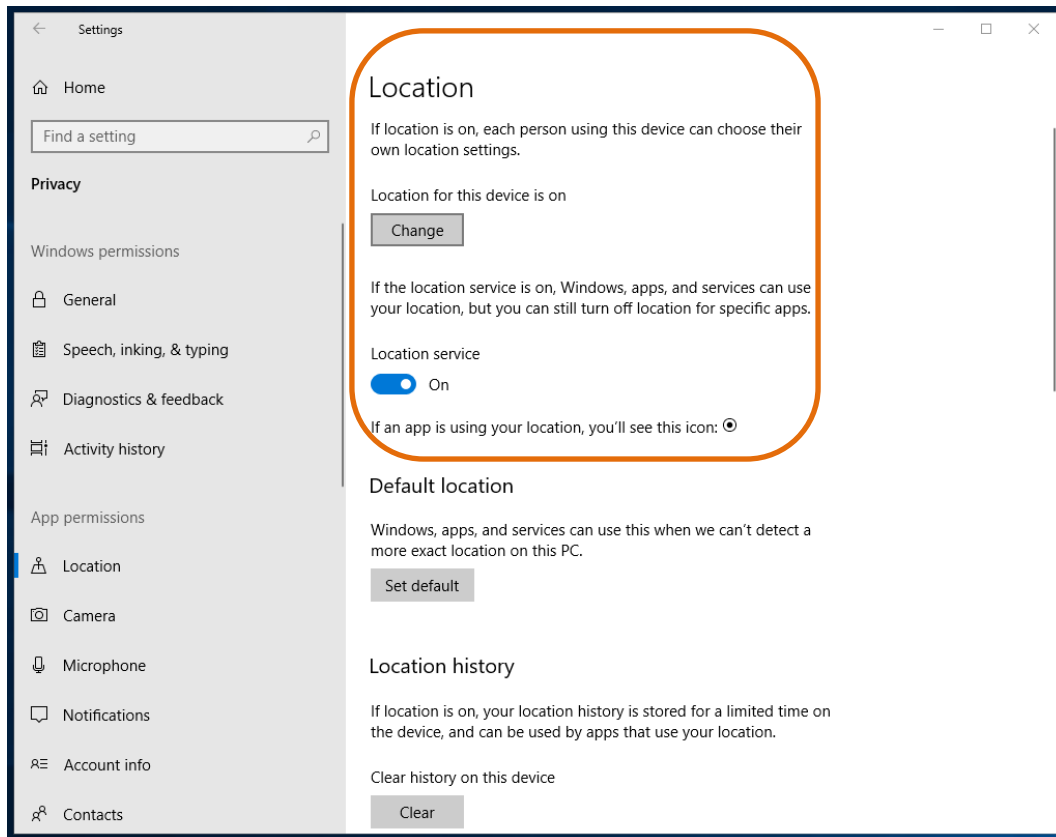 Settings
Home
Find a setting
Privacy
Windows permissions
General
Speech, inking, & typing
Diagnostics & feedback
Activity history
App permissions
Location
Camera
Microphone
Notifications
Account info
Contacts
Location
If location is on, each person using this device can choose their
own location settings.
Location for this device is on
Change
If the location service is on, Windows, apps, and services can use
your location, but you can still turn off location for specific apps.
Location service
On
If an app is using your location, you'll see this icon:
Default location
Windows, apps, and services can use this when we can't detect a
more exact location on this PC.
Set default
Location history
If location is on, your location history is stored for a limited time on
the device, and can be used by apps that use your location.
Clear history on this device
Clear